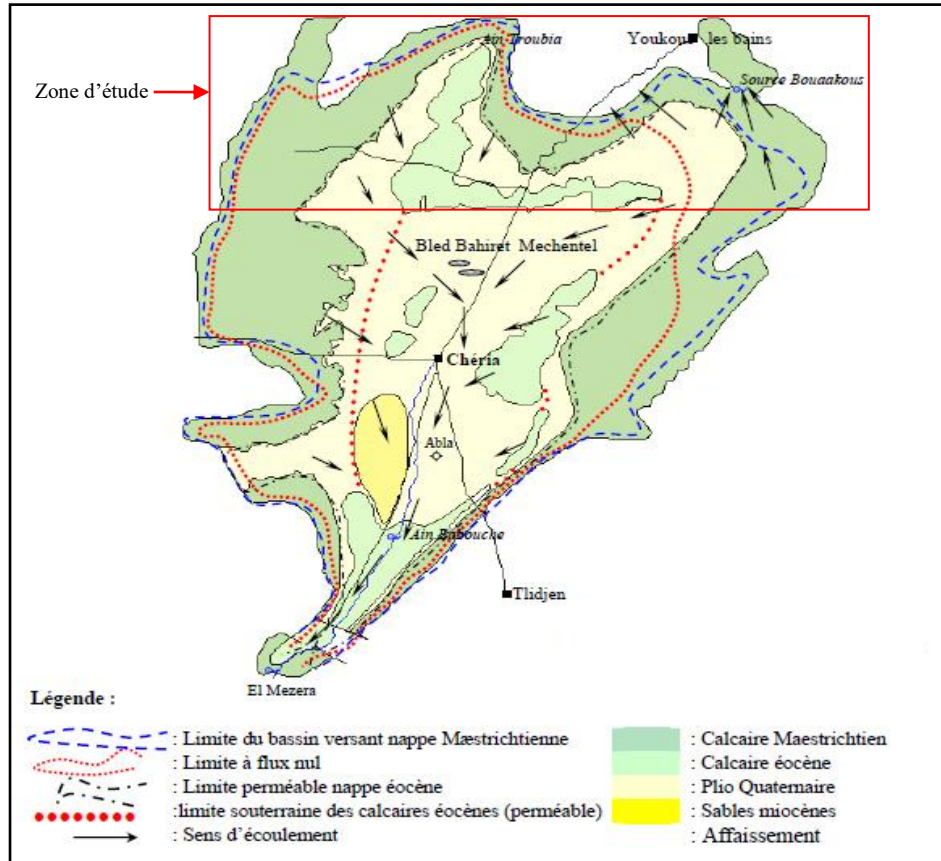 Ain Troubia
Youkous les bains
Source Bouaakous
Zone d'étude
Bled Bahiret Mechentel
Chéria
Abla
Ain Babouche
Tlidjen
El Mezera
Légende :
: Limite du bassin versant nappe Mæstrichtienne
: Limite à flux nul
: Limite perméable nappe éocène
:limite souterraine des calcaires éocènes (perméable)
: Sens d'écoulement
: Calcaire Maestrichtien
: Calcaire éocène
: Plio Quaternaire
: Sables miocènes
: Affaissement